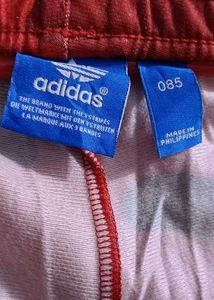 adidas
THE BRAND WITH THE 3 STRIPES
DIE WELTMARKE MIT DEN 3 STREIFEN
LA MARQUE AUX 3 BANDES
085
MADE IN
PHILIPPINES